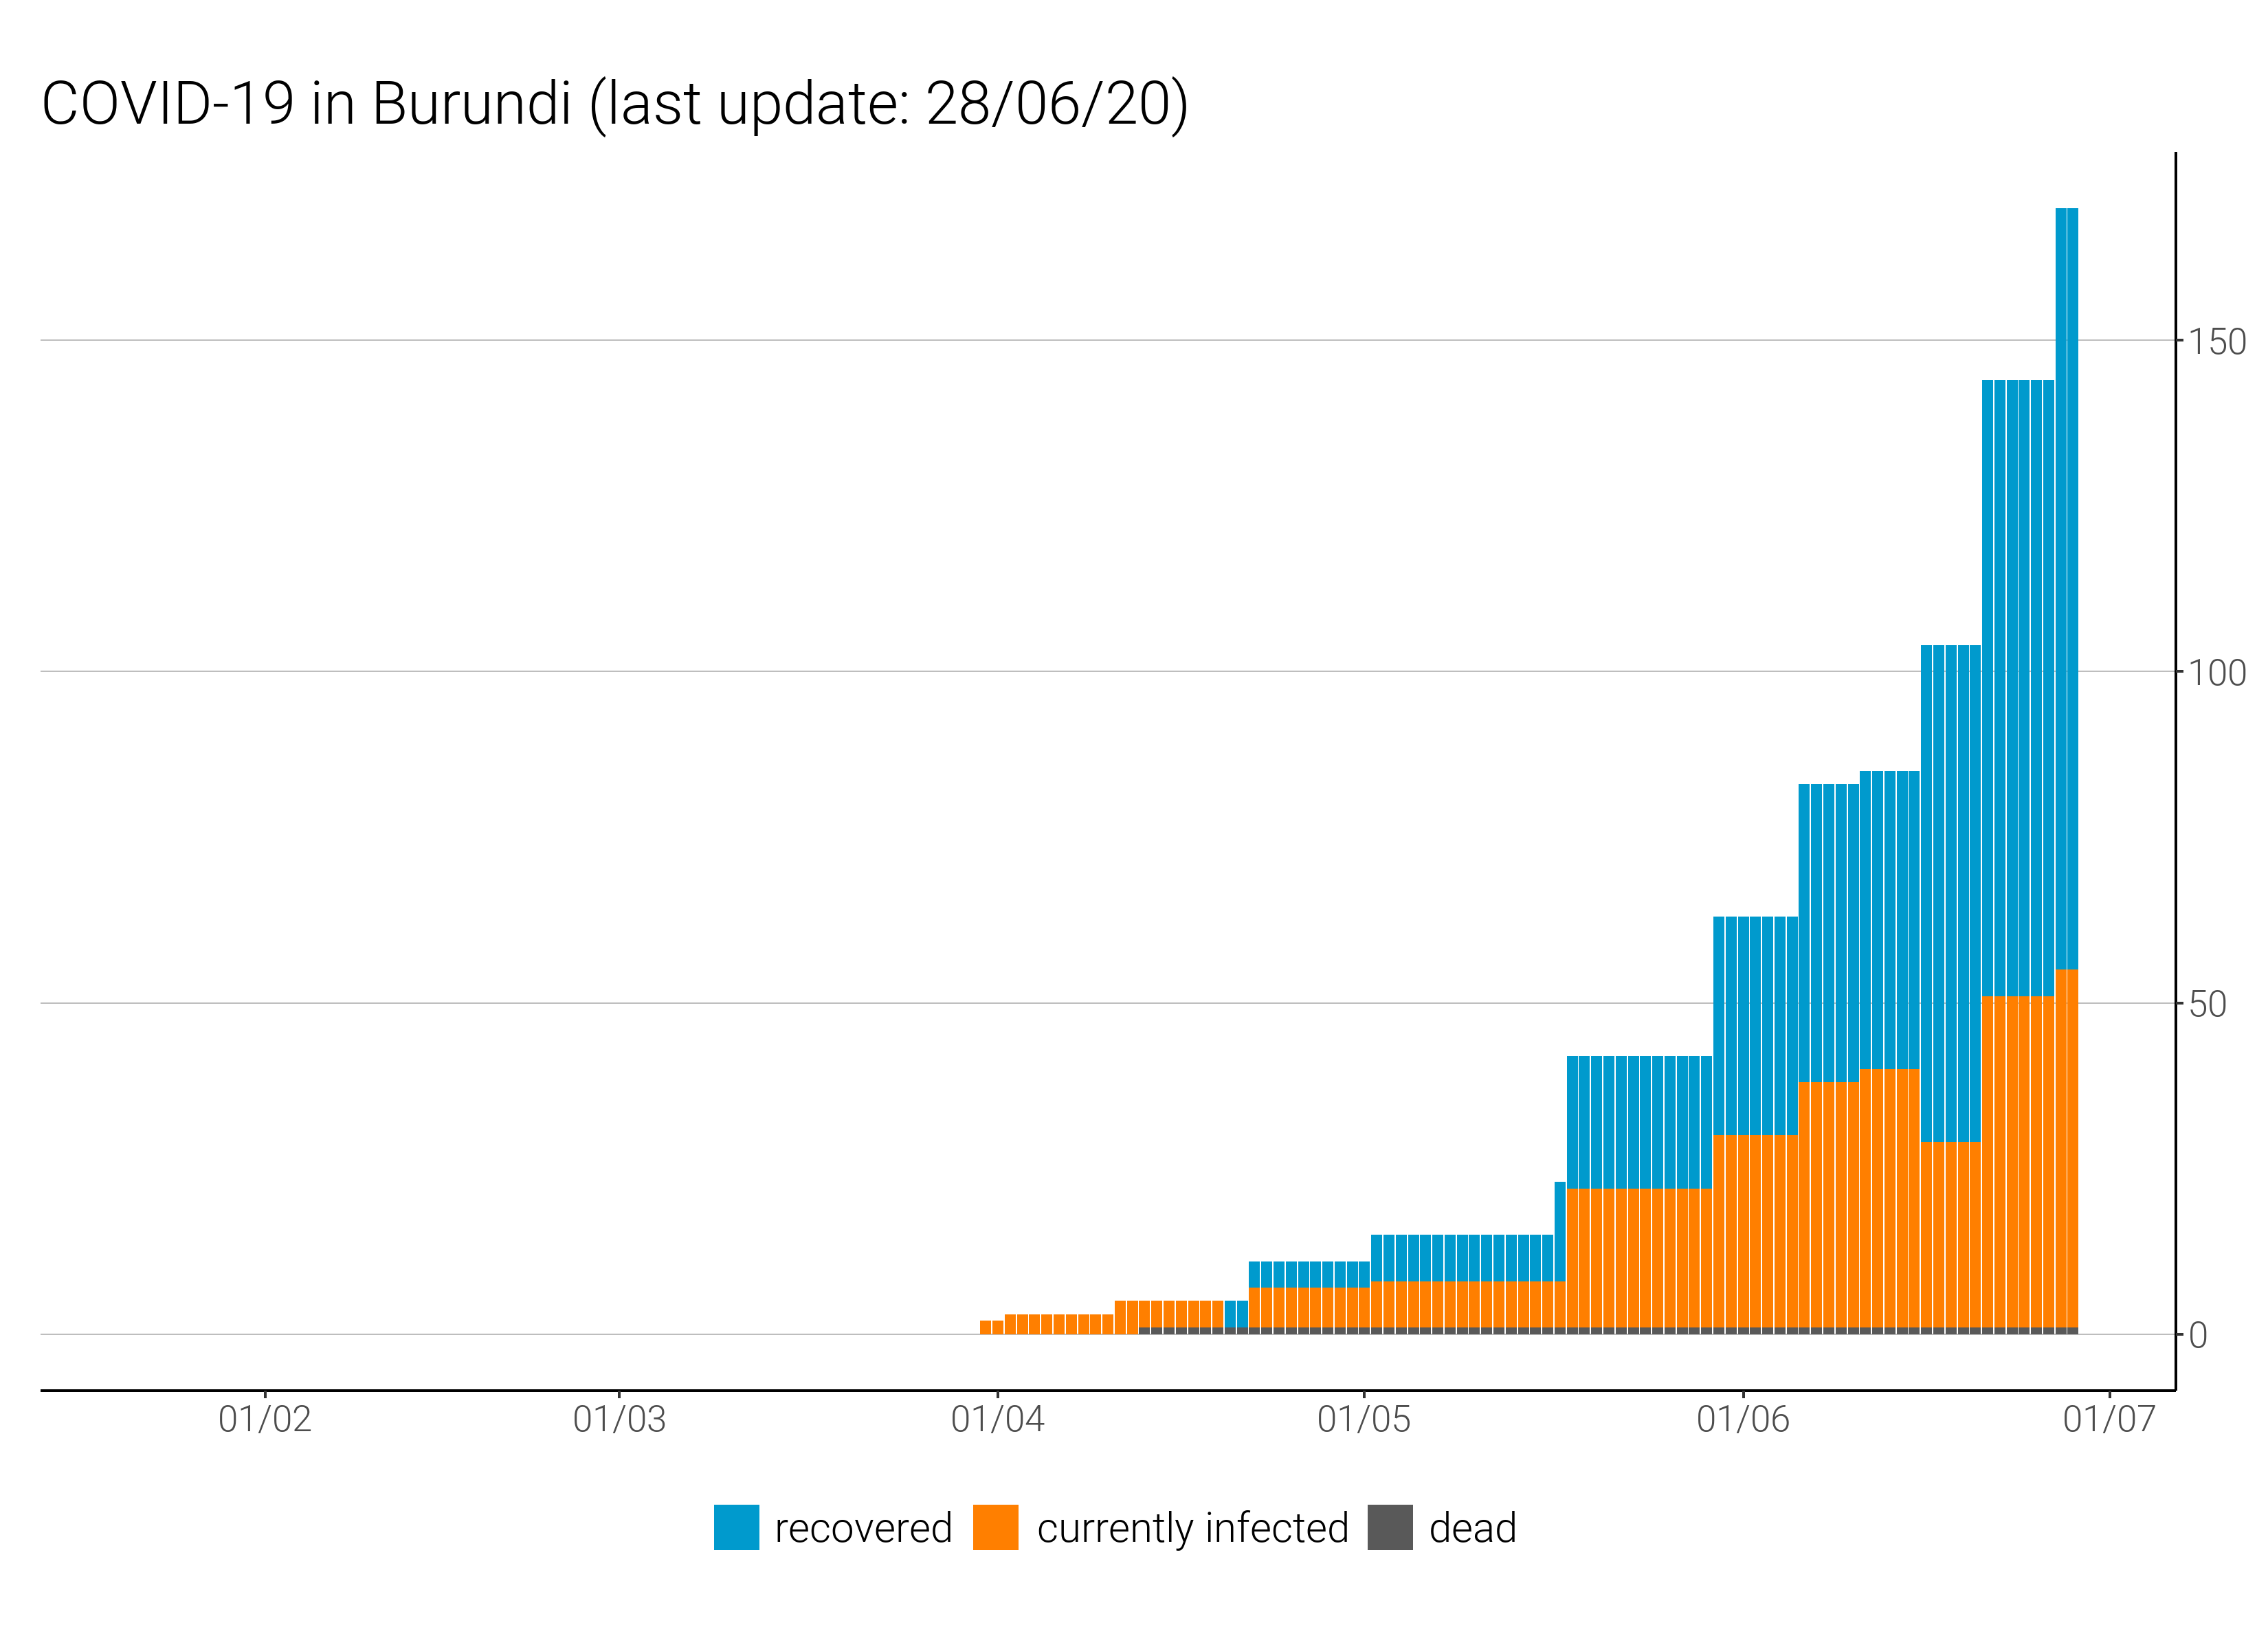 COVID-19 in Burundi (last update: 28/06/20)
150
100
50
0
01/02 01/03 01/04 01/05 01/06 01/07
recovered currently infected dead